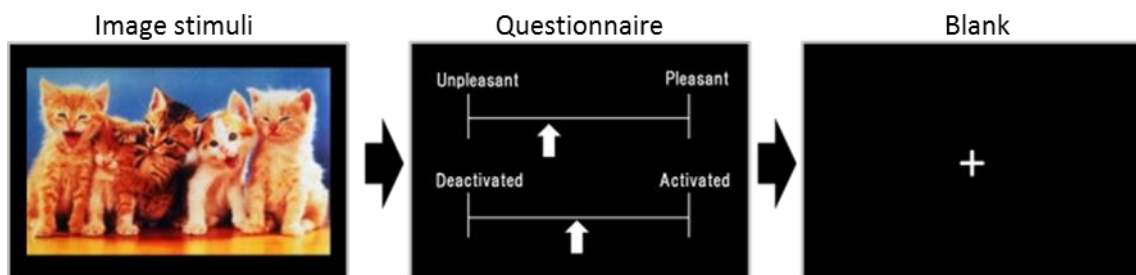 Image stimuli
Questionnaire
Blank
Unpleasant Pleasant
Deactivated Activated